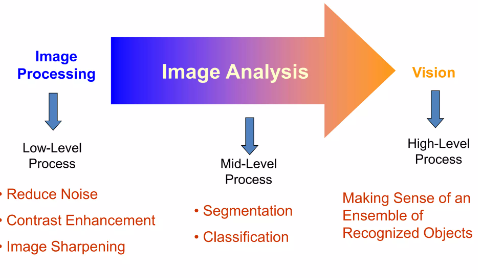 Image
Processing
Image Analysis
Vision
Low-Level
Process
Mid-Level
Process
High-Level
Process
• Reduce Noise
• Contrast Enhancement
• Image Sharpening
• Segmentation
• Classification
Making Sense of an
Ensemble of
Recognized Objects